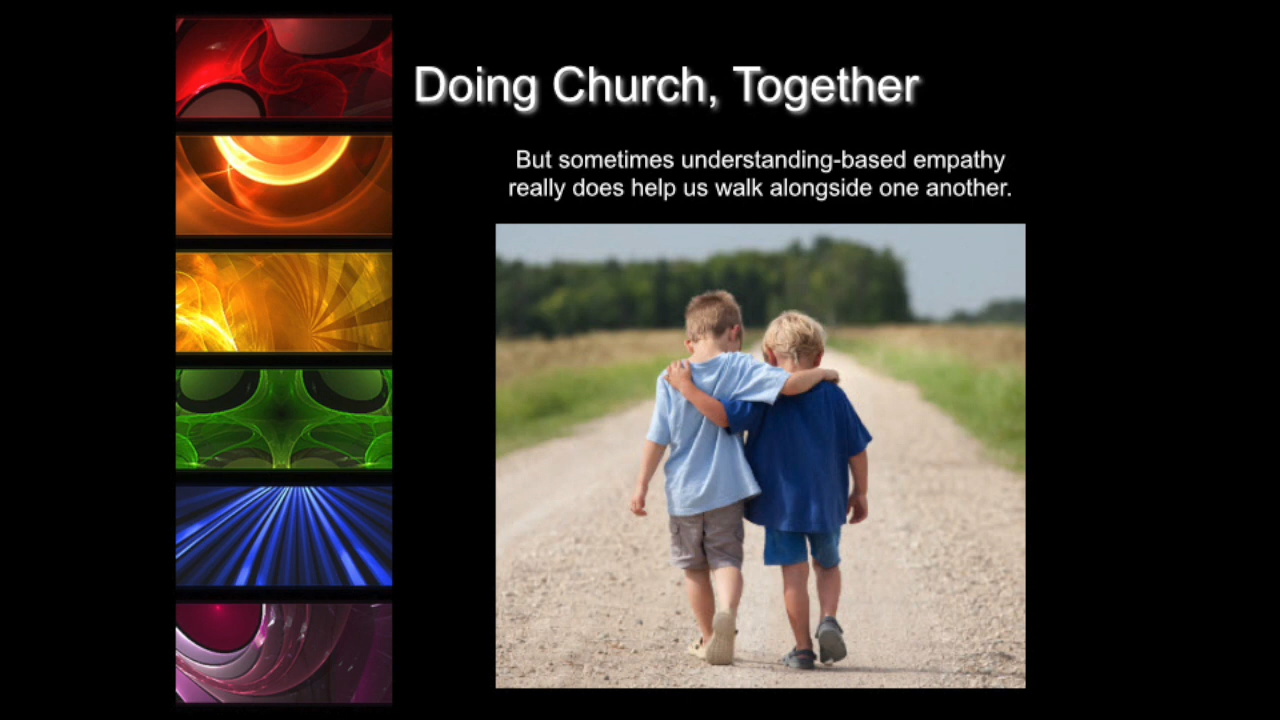 Doing Church, Together
But sometimes understanding-based empathy
really does help us walk alongside one another.